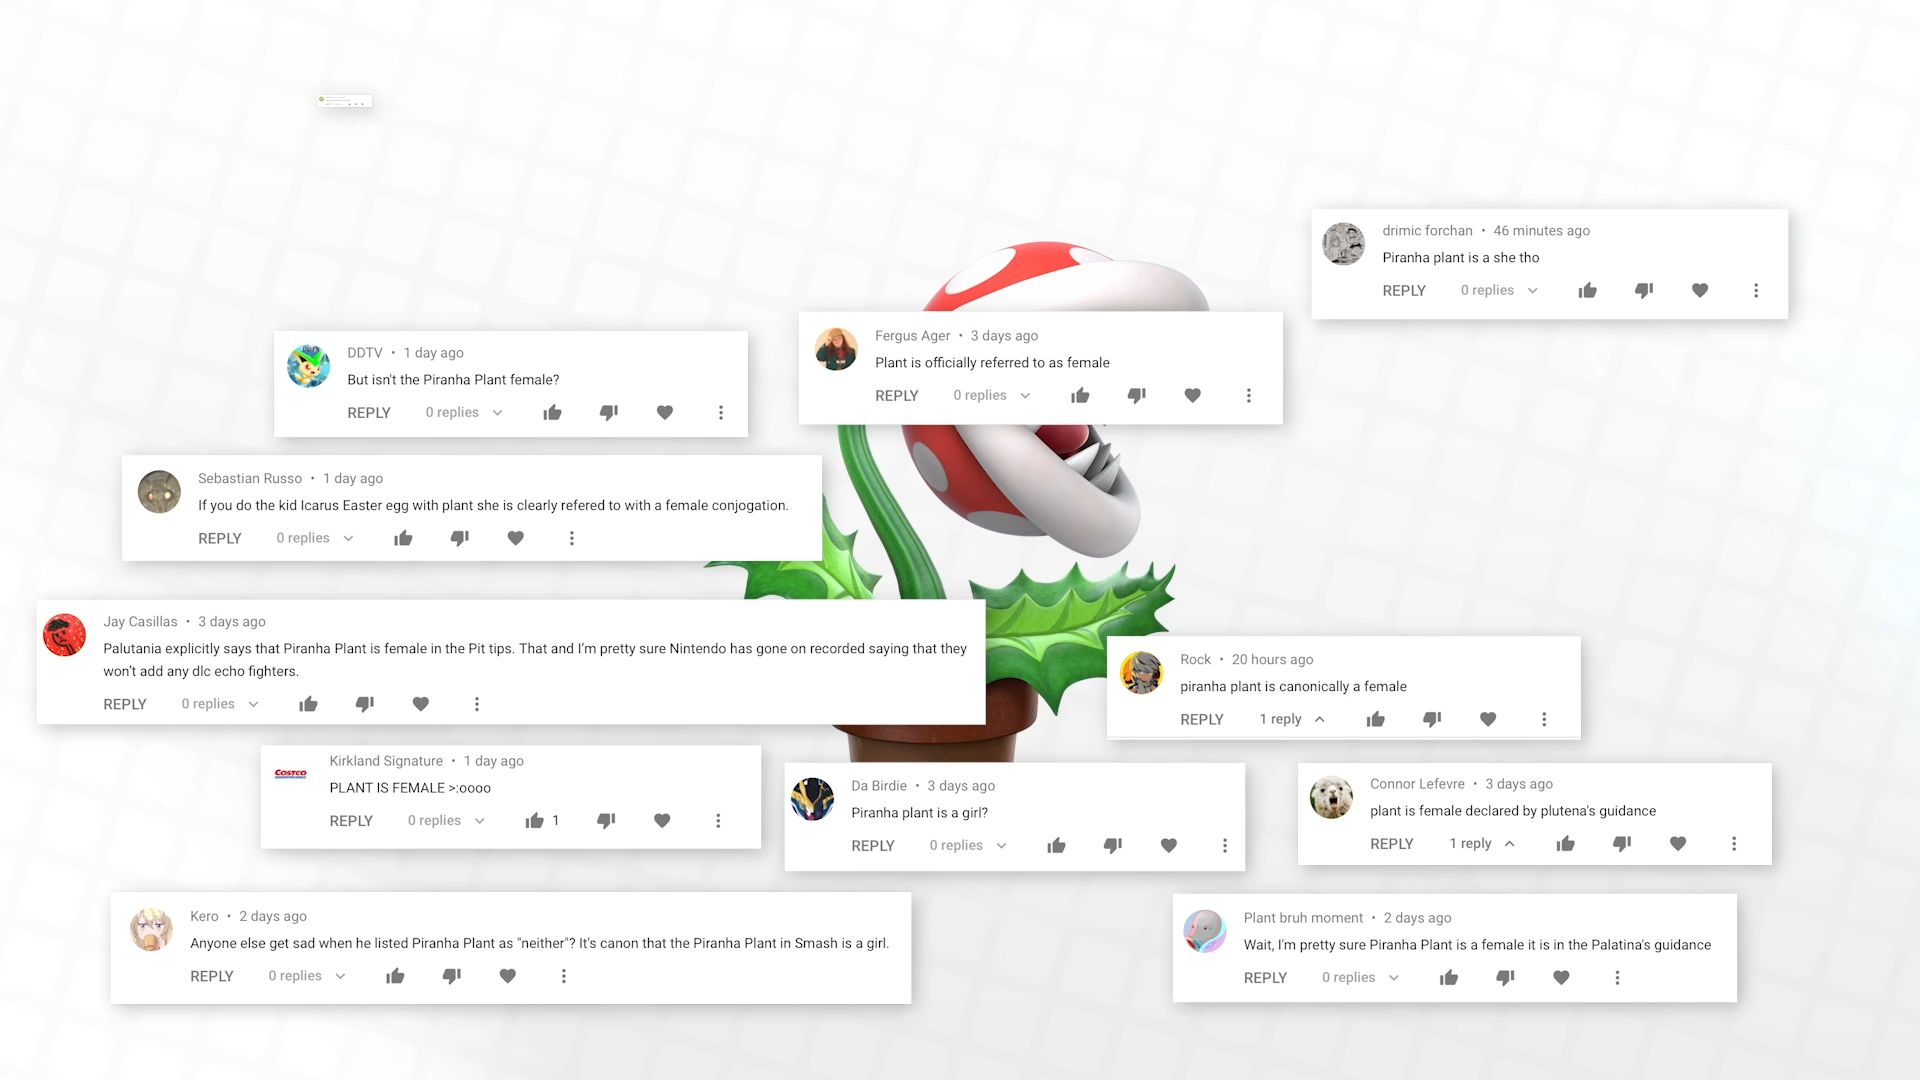 drimic forchan • 46 minutes ago
Piranha plant is a she tho
REPLY 0 replies
Fergus Ager • 3 days ago
Plant is officially referred to as female
REPLY 0 replies
DDTV • 1 day ago
But isn't the Piranha Plant female?
REPLY 0 replies
Sebastian Russo • 1 day ago
If you do the kid Icarus Easter egg with plant she is clearly refered to with a female conjogation.
REPLY 0 replies
Jay Casillas • 3 days ago
Palutania explicitly says that Piranha Plant is female in the Pit tips. That and I'm pretty sure Nintendo has gone on recorded saying that they
won't add any dlc echo fighters.
REPLY 0 replies
Rock • 20 hours ago
piranha plant is canonically a female
REPLY 1 reply
COSTCO
Kirkland Signature • 1 day ago
PLANT IS FEMALE >:oooo
REPLY 0 replies 1
Da Birdie • 3 days ago
Piranha plant is a girl?
REPLY 0 replies
Connor Lefevre • 3 days ago
plant is female declared by plutena's guidance
REPLY 1 reply
Kero • 2 days ago
Anyone else get sad when he listed Piranha Plant as "neither"? It's canon that the Piranha Plant in Smash is a girl.
REPLY 0 replies
Plant bruh moment • 2 days ago
Wait, I'm pretty sure Piranha Plant is a female it is in the Palatina's guidance
REPLY 0 replies